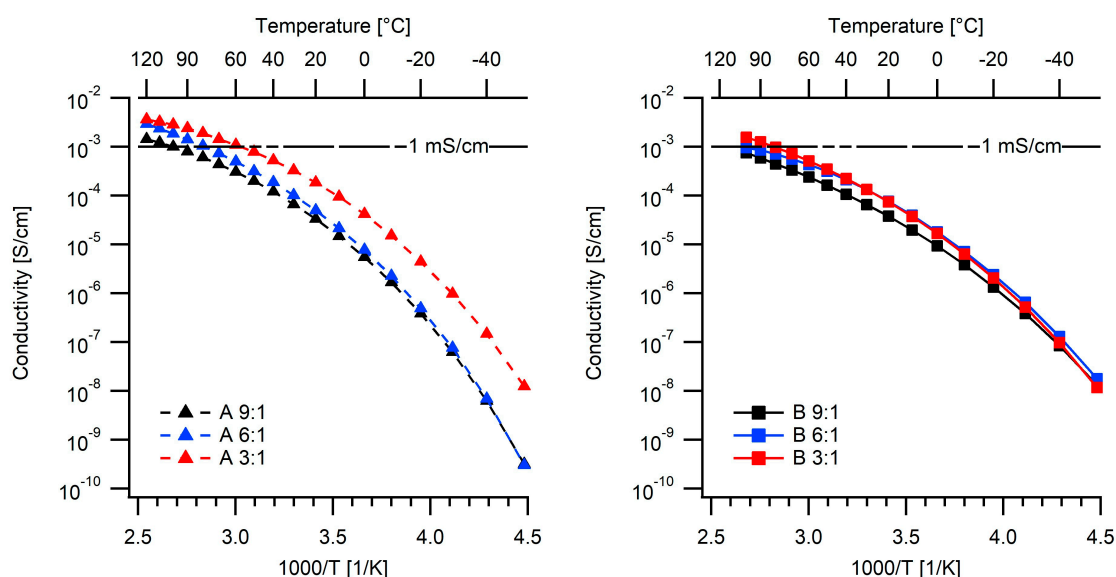 Temperature [°C]
120 90 60 40 20 0 -20 -40
10-2
10-3
10-4
10-5
10-6
10-7
10-8
10-9
10-10
Conductivity [S/cm]
1 mS/cm
A 9:1
A 6:1
A 3:1
2.5 3.0 3.5 4.0 4.5
1000/T [1/K]
Temperature [°C]
120 90 60 40 20 0 -20 -40
10-2
10-3
10-4
10-5
10-6
10-7
10-8
10-9
10-10
Conductivity [S/cm]
1 mS/cm
B 9:1
B 6:1
B 3:1
2.5 3.0 3.5 4.0 4.5
1000/T [1/K]